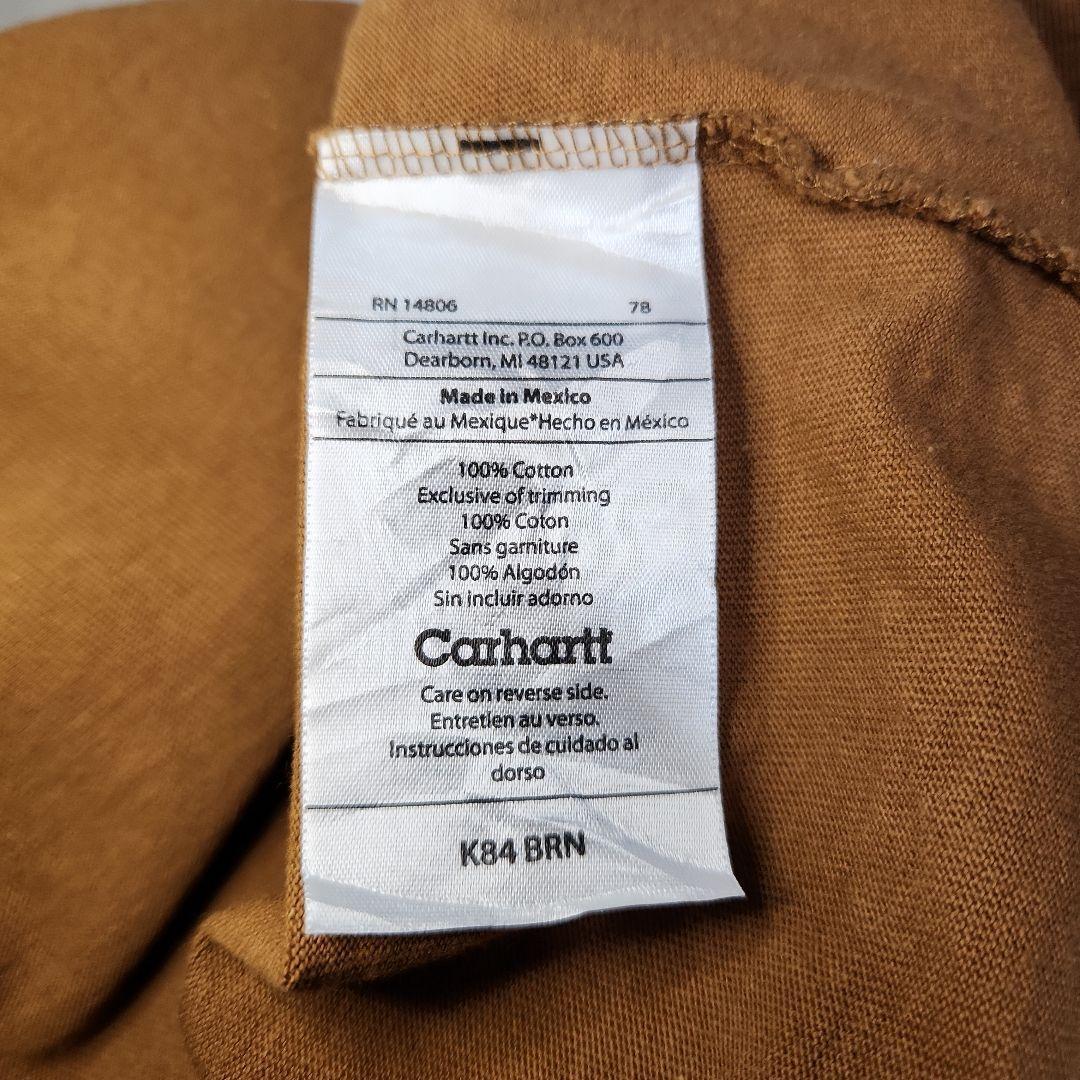 RN 14806 78
Carhartt Inc. P.O. Box 600
Dearborn, MI 48121 USA
Made in Mexico
Fabriqué au Mexique*Hecho en México
100% Cotton
Exclusive of trimming
100% Coton
Sans garniture
100% Algodón
Sin incluir adorno
Carhartt
Care on reverse side.
Entretien au verso.
Instrucciones de cuidado al
dorso
K84 BRN